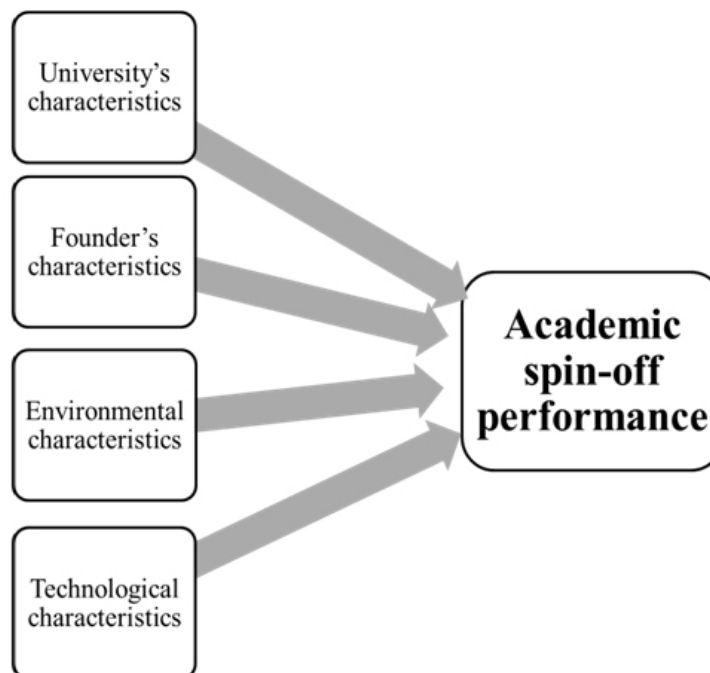 University's
characteristics
Founder's
characteristics
Environmental
characteristics
Technological
characteristics
Academic
spin-off
performance